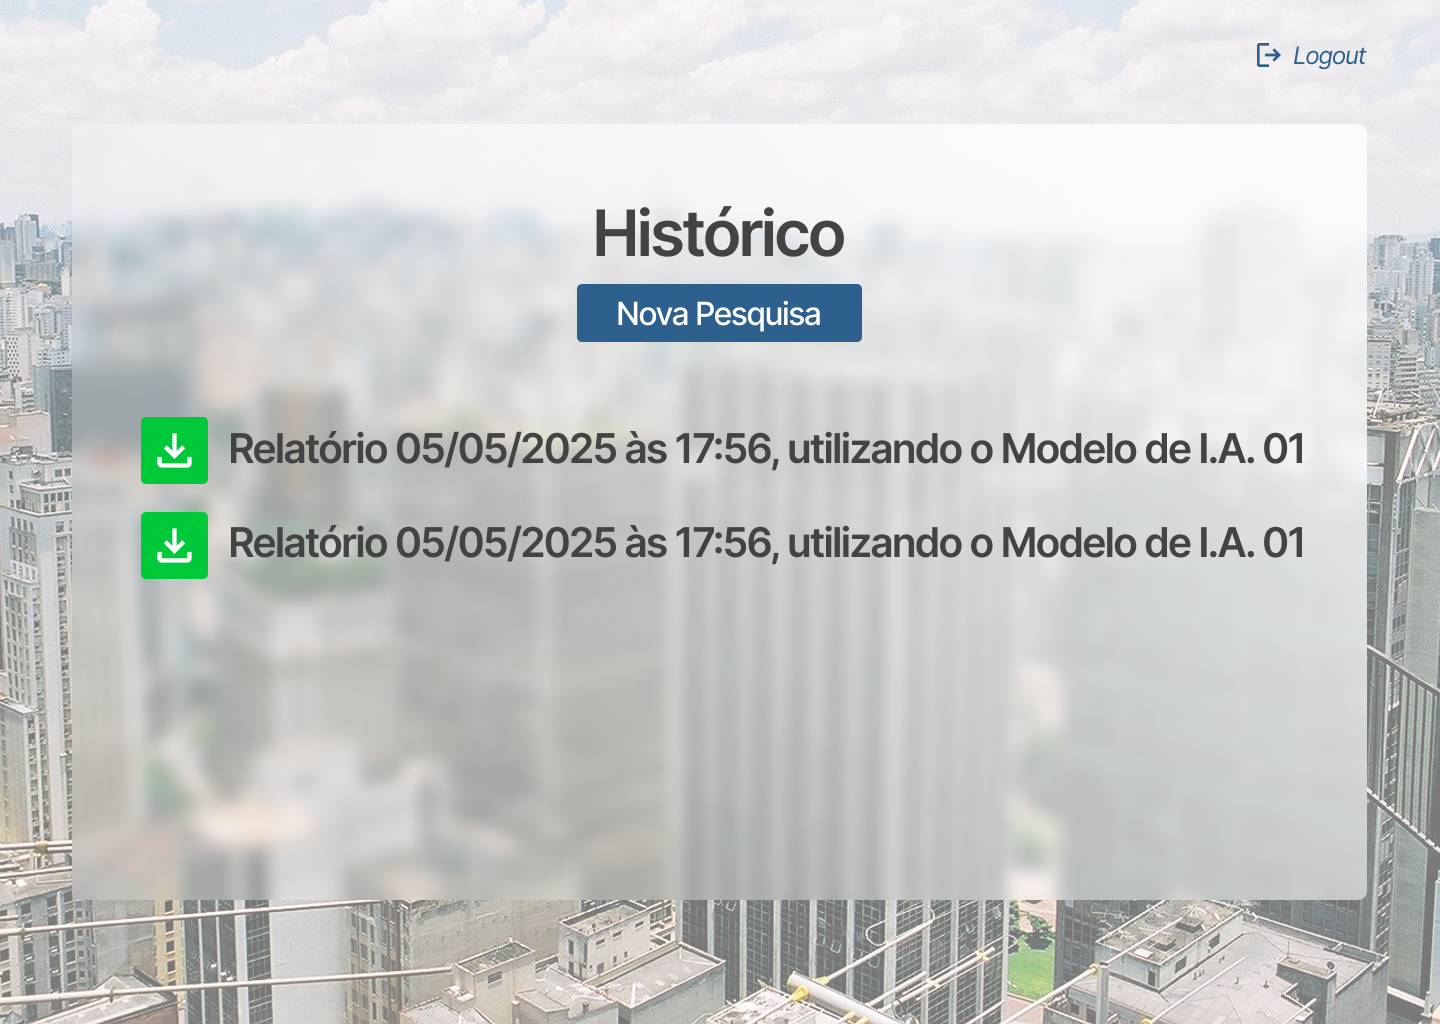 Logout
Histórico
Nova Pesquisa
Relatório 05/05/2025 às 17:56, utilizando o Modelo de I.A. 01
Relatório 05/05/2025 às 17:56, utilizando o Modelo de I.A. 01